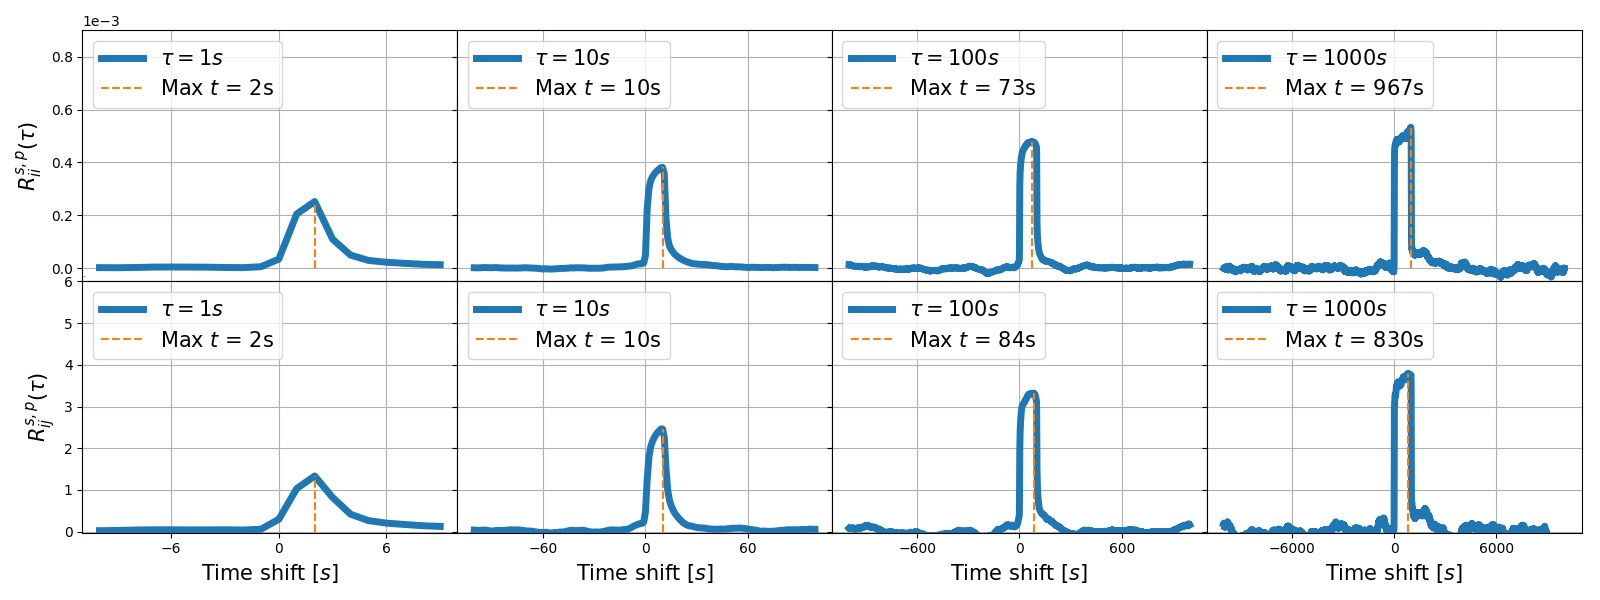 1e−3
τ = 1s
Max t = 2s
τ = 10s
Max t = 10s
τ = 100s
Max t = 73s
τ = 1000s
Max t = 967s
0.8
0.6
0.4
0.2
0.0
R_{ii}^{s,p}(τ)
τ = 1s
Max t = 2s
τ = 10s
Max t = 10s
τ = 100s
Max t = 84s
τ = 1000s
Max t = 830s
6
5
4
3
2
1
0
R_{ij}^{s,p}(τ)
−6 0 6
−60 0 60
−600 0 600
−6000 0 6000
Time shift [s]
Time shift [s]
Time shift [s]
Time shift [s]